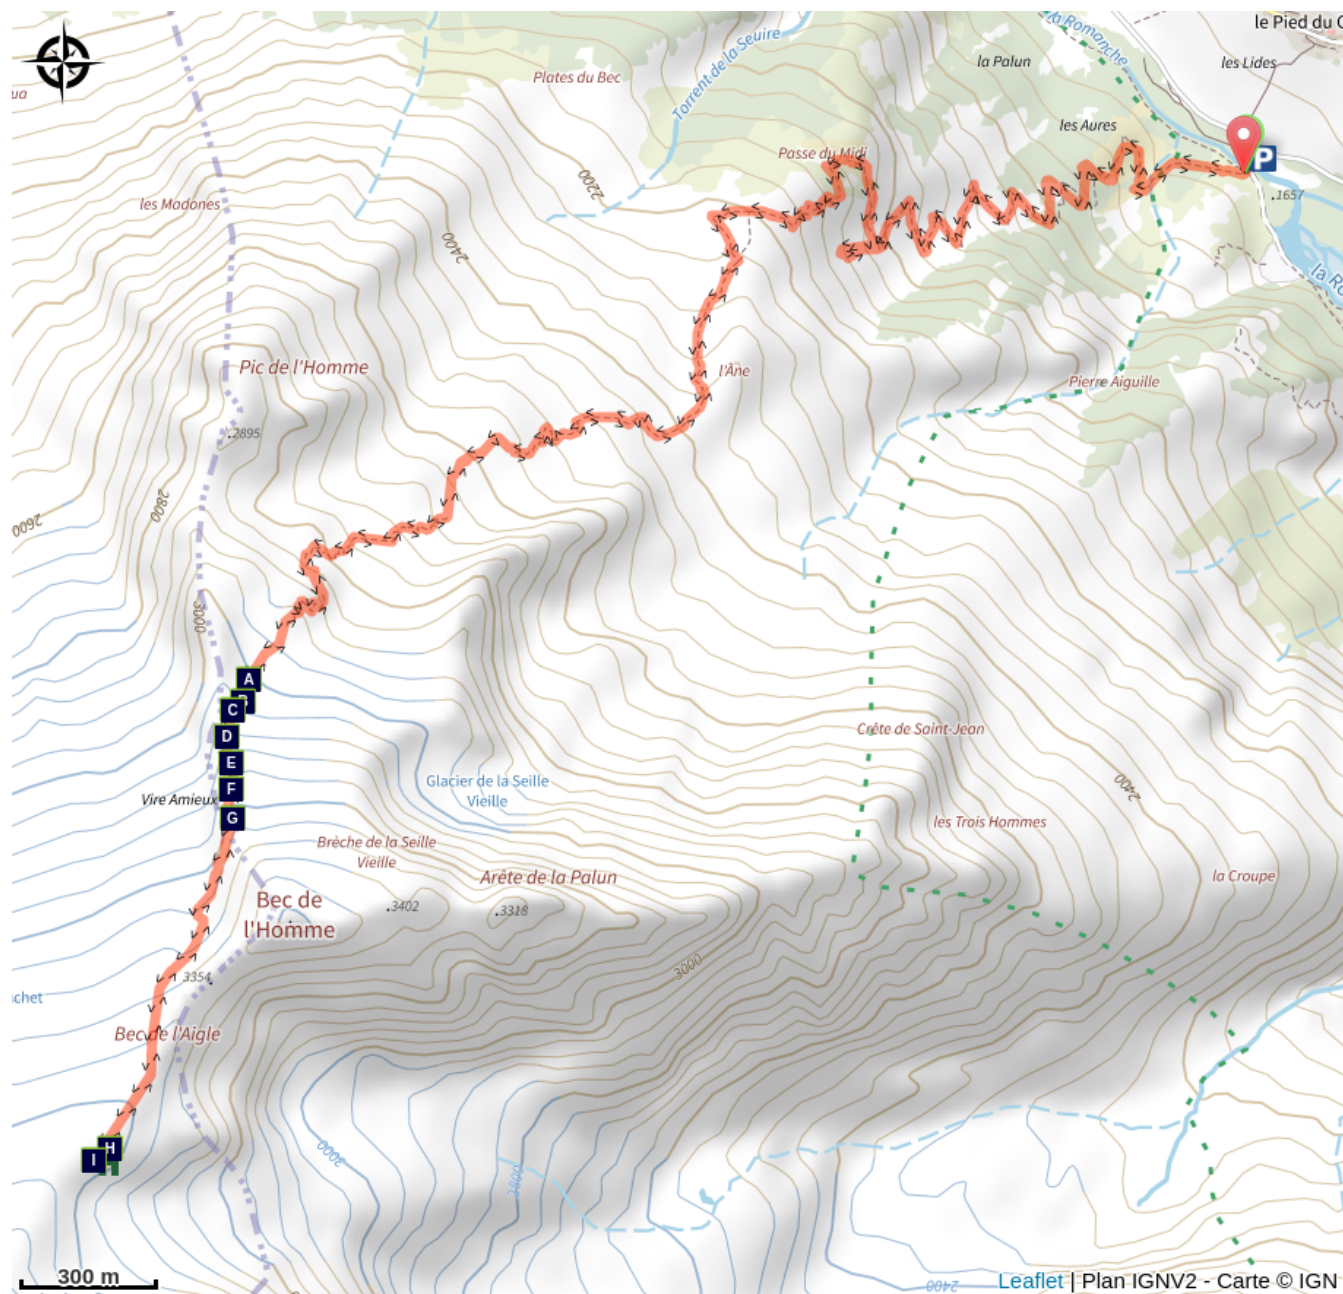 le Pied du C
la Romanche
Torrent de la Seuire
la Palun
les Lides
Plates du Bec
ua
les Aures
Passe du Midi
P
2200
.1657
les Madones
2400
la Ro
Pic de l'Homme
l'Âne
Pierre Aiguille
.2895
2800
2600
3000
A
C
D
Crête de Saint-Jean
E
Glacier de la Seille
Vieille
F
Vire Amieux
2400
G
les Trois Hommes
Brèche de la Seille
Vieille
Arête de la Palun
la Croupe
Bec de
l'Homme
.3402
.3318
3000
3354
chet
Bec de l'Aigle
3000
H
I
2800
300 m
2400
Leaflet | Plan IGNV2 - Carte © IGN